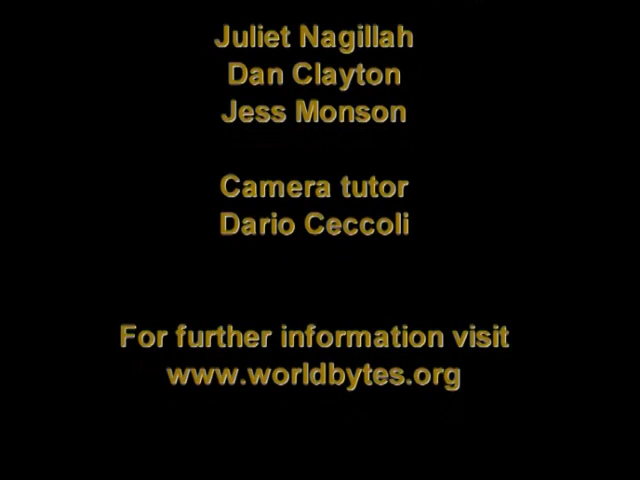 Juliet Nagillah
Dan Clayton
Jess Monson
Camera tutor
Dario Ceccoli
For further information visit
www.worldbytes.org